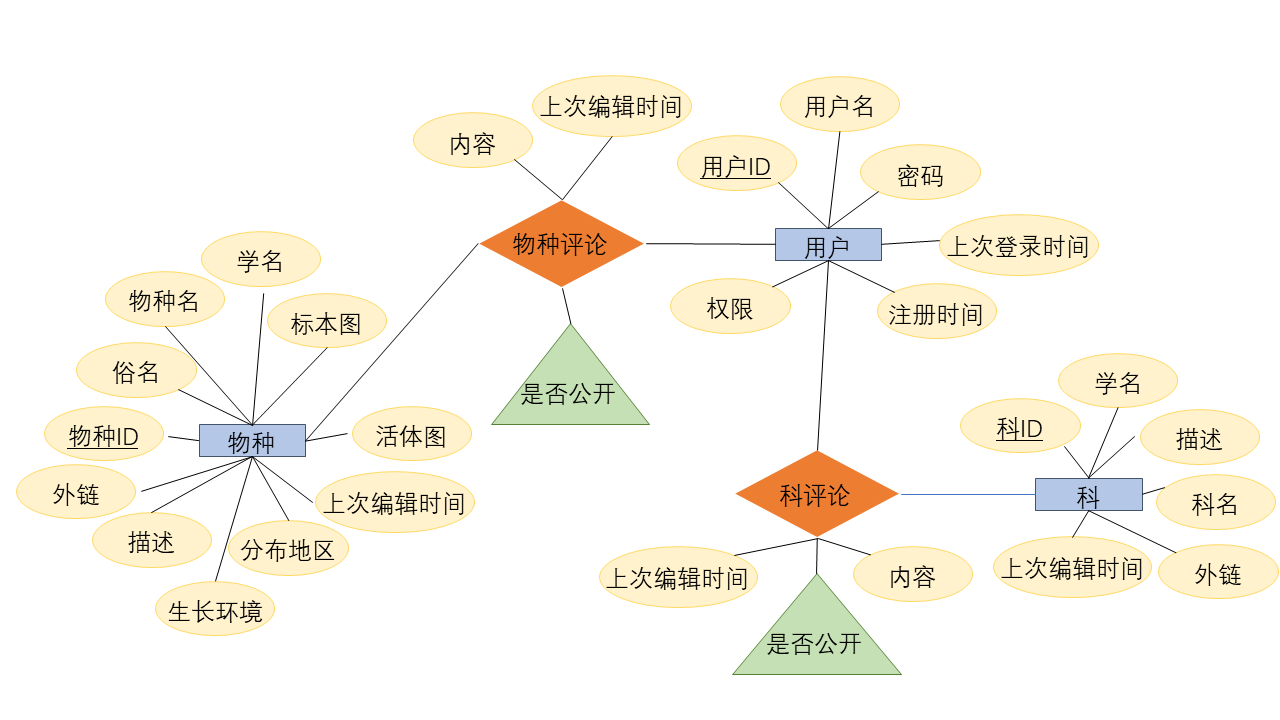 上次编辑时间
用户名
内容
用户ID
密码
物种评论
用户
上次登录时间
学名
物种名
标本图
权限
注册时间
俗名
是否公开
学名
物种ID
物种
活体图
科ID
描述
外链
上次编辑时间
科评论
科
科名
描述
分布地区
上次编辑时间
内容
上次编辑时间
外链
生长环境
是否公开